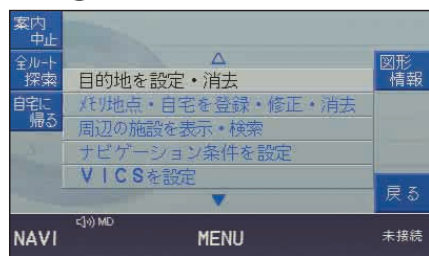 案内
中止
全ルート
探索
自宅に
帰る
目的地を設定・消去
メモリ地点・自宅を登録・修正・消去
周辺の施設を表示・検索
ナビゲーション条件を設定
VICSを設定
図形
情報
戻る
MD
NAVI
MENU
未接続